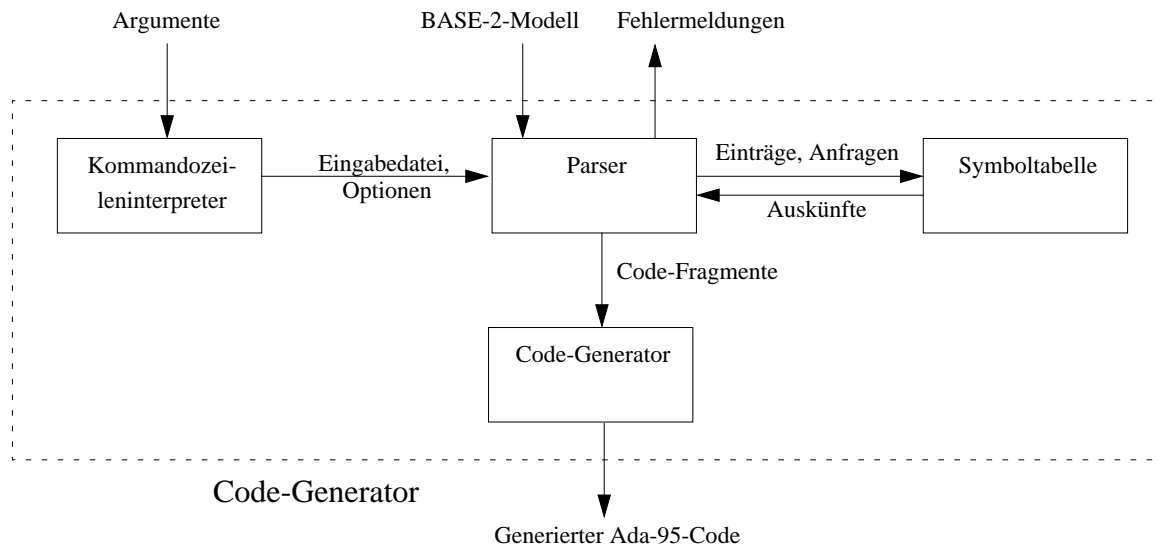 Argumente
BASE-2-Modell
Fehlermeldungen
Kommandozei-
leninterpreter
Eingabedatei,
Optionen
Parser
Einträge, Anfragen
Auskünfte
Symboltabelle
Code-Fragmente
Code-Generator
Code-Generator
Generierter Ada-95-Code